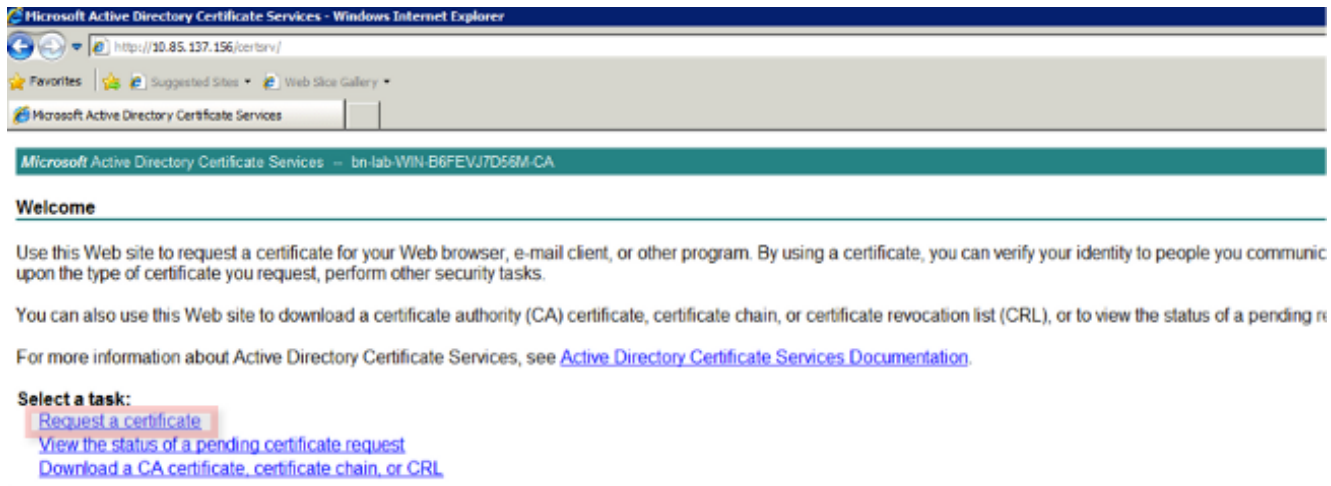 Microsoft Active Directory Certificate Services - Windows Internet Explorer
http://10.85.137.156/certsrv/
Favorites Suggested Sites Web Slice Gallery
Microsoft Active Directory Certificate Services
Microsoft Active Directory Certificate Services -- bn-lab-WIN-B6FEVJ7D56M-CA
Welcome
Use this Web site to request a certificate for your Web browser, e-mail client, or other program. By using a certificate, you can verify your identity to people you communic
upon the type of certificate you request, perform other security tasks.
You can also use this Web site to download a certificate authority (CA) certificate, certificate chain, or certificate revocation list (CRL), or to view the status of a pending re
For more information about Active Directory Certificate Services, see Active Directory Certificate Services Documentation.
Select a task:
Request a certificate
View the status of a pending certificate request
Download a CA certificate, certificate chain, or CRL